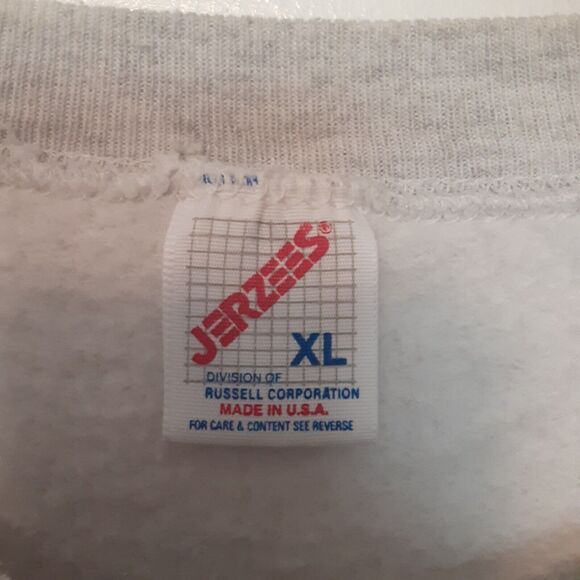 JERZEES®
XL
DIVISION OF
RUSSELL CORPORATION
MADE IN U.S.A.
FOR CARE & CONTENT SEE REVERSE